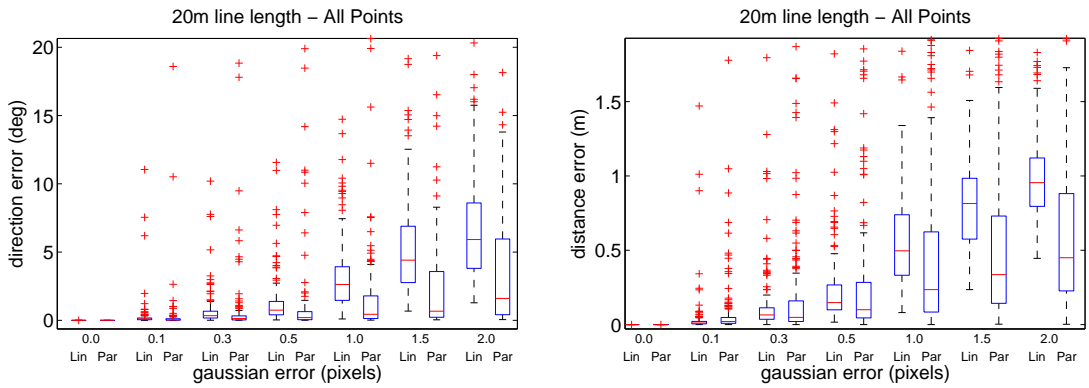 20m line length – All Points
20
15
10
5
0
direction error (deg)
0.0 0.1 0.3 0.5 1.0 1.5 2.0
Lin Par Lin Par Lin Par Lin Par Lin Par Lin Par Lin Par
gaussian error (pixels)
20m line length – All Points
1.5
1
0.5
0
distance error (m)
0.0 0.1 0.3 0.5 1.0 1.5 2.0
Lin Par Lin Par Lin Par Lin Par Lin Par Lin Par Lin Par
gaussian error (pixels)